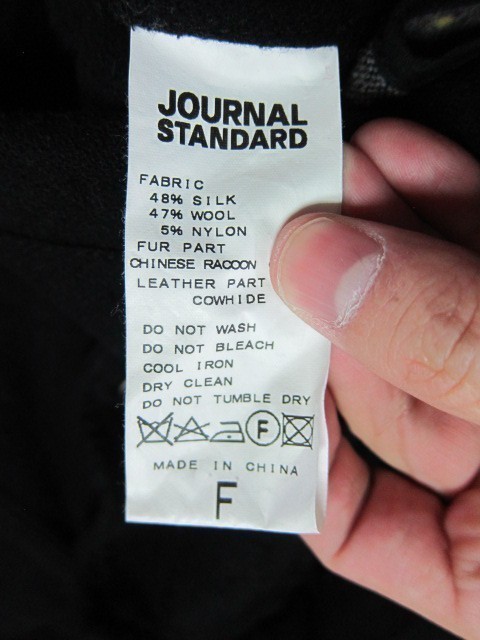 JOURNAL
STANDARD
FABRIC
48% SILK
47% WOOL
5% NYLON
FUR PART
CHINESE RACOON
LEATHER PART
COWHIDE
DO NOT WASH
DO NOT BLEACH
COOL IRON
DRY CLEAN
DO NOT TUMBLE DRY
F
MADE IN CHINA
F